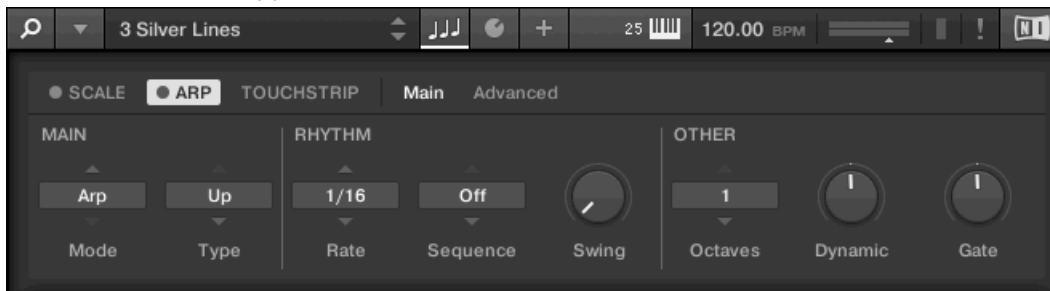 3 Silver Lines 25 120.00 BPM NI
SCALE ARP TOUCHSTRIP Main Advanced
MAIN RHYTHM OTHER
Arp Up 1/16 Off 1
Mode Type Rate Sequence Swing Octaves Dynamic Gate